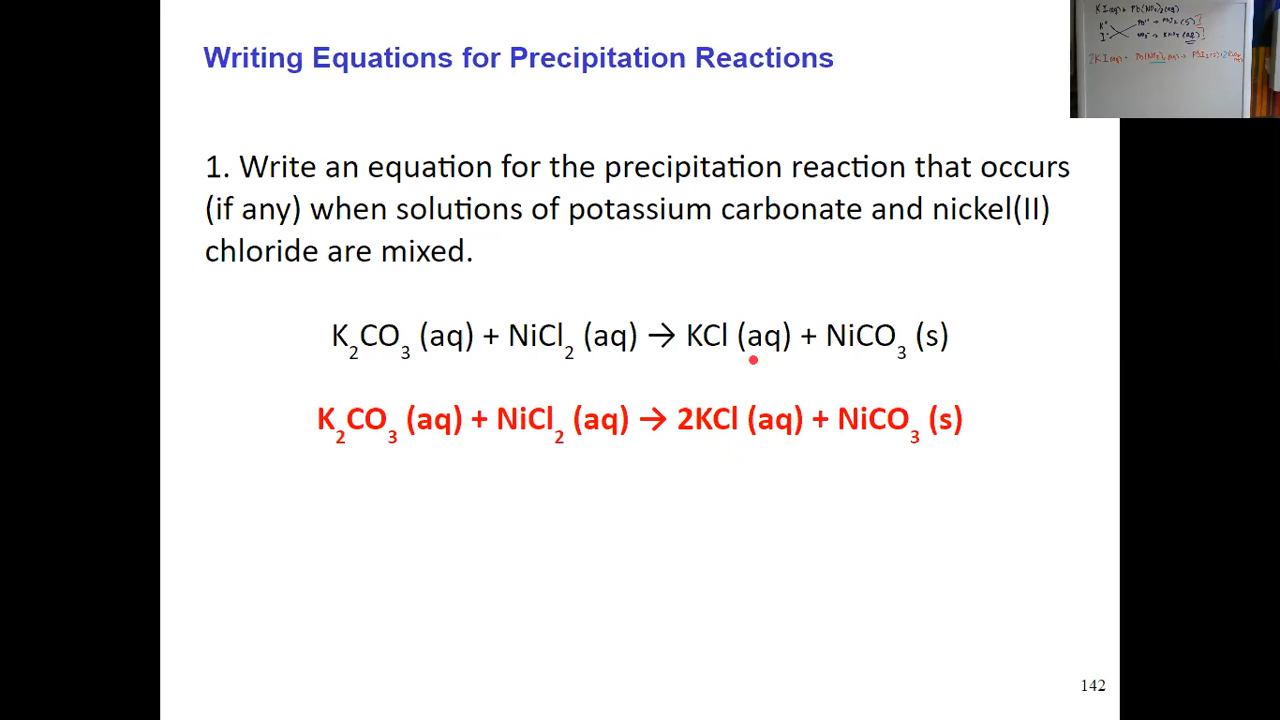 Writing Equations for Precipitation Reactions
1. Write an equation for the precipitation reaction that occurs
(if any) when solutions of potassium carbonate and nickel(II)
chloride are mixed.
K₂CO₃ (aq) + NiCl₂ (aq) → KCl (aq) + NiCO₃ (s)
K₂CO₃ (aq) + NiCl₂ (aq) → 2KCl (aq) + NiCO₃ (s)
142